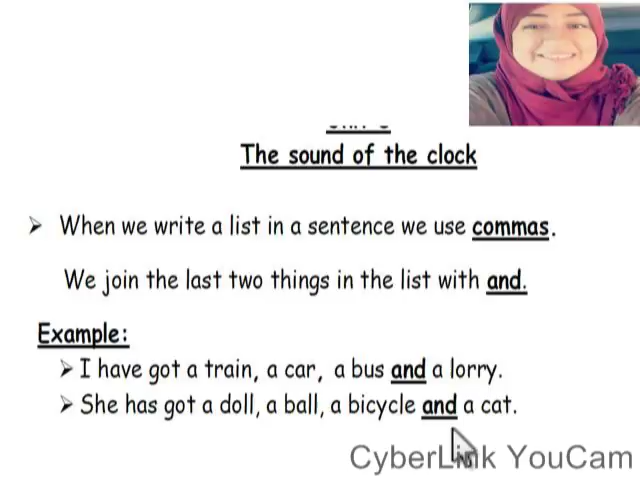 The sound of the clock
➢ When we write a list in a sentence we use commas.
We join the last two things in the list with and.
Example:
➢ I have got a train, a car, a bus and a lorry.
➢ She has got a doll, a ball, a bicycle and a cat.
CyberLink YouCam